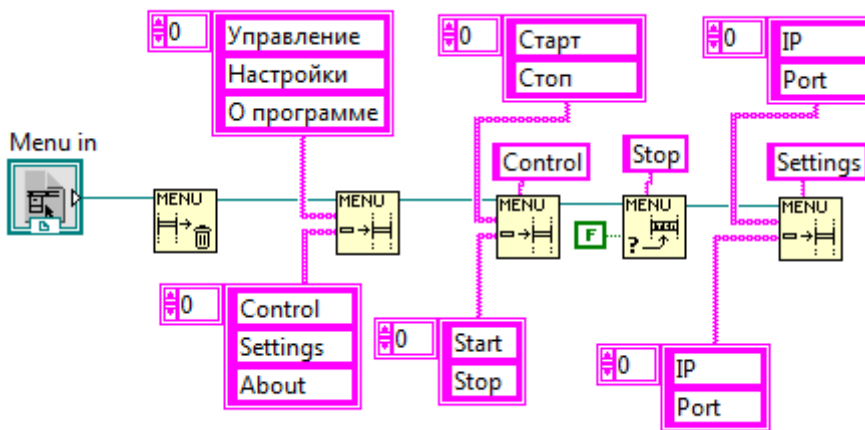 0
Управление
Настройки
О программе
0
Старт
Стоп
0
IP
Port
Menu in
Control
Stop
Settings
MENU
MENU
MENU
MENU
MENU
F
?
0
Control
Settings
About
0
Start
Stop
0
IP
Port